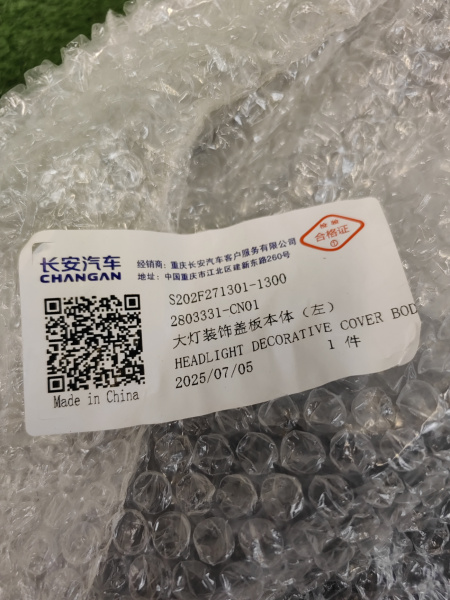 检验
合格证
①
长安汽车
CHANGAN
经销商：重庆长安汽车客户服务有限公司
地址：中国重庆市江北区建新东路260号
S202F271301-1300
2803331-CN01
大灯装饰盖板本体（左）
HEADLIGHT DECORATIVE COVER BOD
2025/07/05
1 件
Made in China